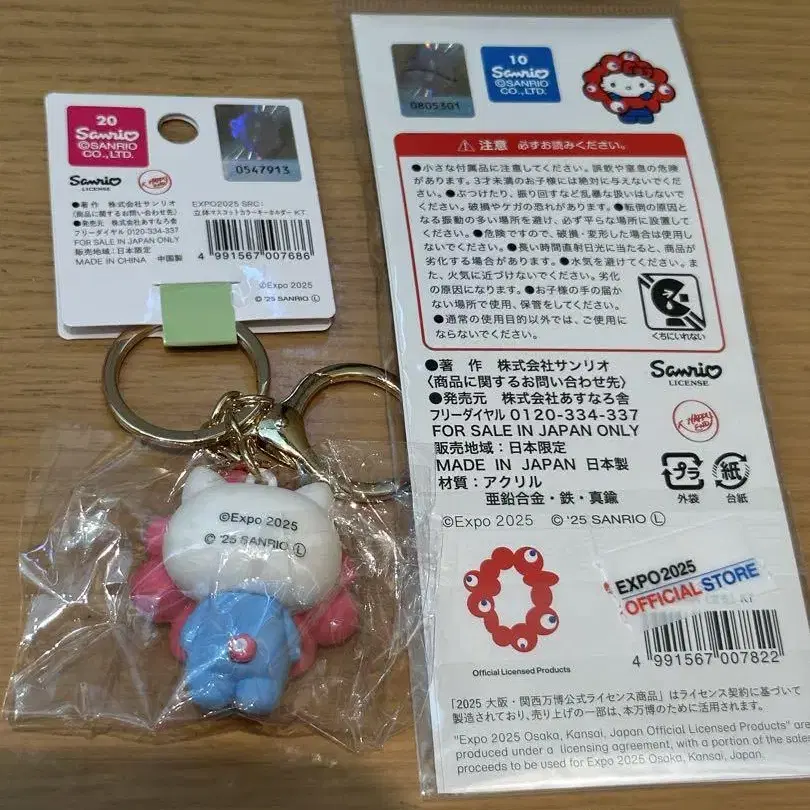 20
Sanrio
©SANRIO
CO.,LTD.
0547913
Sanrio
LICENSE
●著作 株式会社サンリオ
(商品に関するお問い合わせ先)
●発売元 株式会社あすなろ舎
フリーダイヤル 0120-334-337
FOR SALE IN JAPAN ONLY
販売地域:日本限定
MADE IN CHINA 中国製
EXPO2025 SRC:
立体マスコットカラーキーホルダー KT
4 991567 007686
©Expo 2025
© '25 SANRIO Ⓛ
©Expo 2025
© '25 SANRIO Ⓛ
0805301
10
Sanrio
©SANRIO
CO.,LTD.
⚠注意 必ずお読みください。
●小さな付属品に注意してください。誤飲や窒息の危険
があります。3才未満のお子様には絶対に与えないでくだ
さい。●ぶつけたり、振り回すなど乱暴な扱いはしないで
ください。破損やケガの恐れがあります。●転倒の原因と
なる振動の多い場所を避け、必ず平らな場所に設置して
ください。●危険ですので、破損・変形した場合は使用し
ないでください。●長い時間直射日光に当たると、商品が
劣化する場合があります。●水気を避けてください。ま
た、火気に近づけないでください。劣化
の原因になります。●お子様の手の届か
ない場所で使用、保管をしてください。
●通常の使用目的以外では、ご使用に
ならないでください。
くちにいれない
●著 作 株式会社サンリオ
〈商品に関するお問い合わせ先〉
●発売元 株式会社あすなろ舎
フリーダイヤル 0120-334-337
FOR SALE IN JAPAN ONLY
販売地域:日本限定
MADE IN JAPAN 日本製
材質:アクリル
亜鉛合金・鉄・真鍮
Sanrio
LICENSE
プラ
外袋
紙
台紙
©Expo 2025 © '25 SANRIO Ⓛ
EXPO2025
OFFICIAL STORE
4 991567 007822
Official Licensed Products
「2025 大阪・関西万博公式ライセンス商品」はライセンス契約に基づいて
製造されており、売り上げの一部は、本万博のために活用されます。
"Expo 2025 Osaka, Kansai, Japan Official Licensed Products" are
produced under a licensing agreement, with a portion of the sales
proceeds to be used for Expo 2025 Osaka, Kansai, Japan.